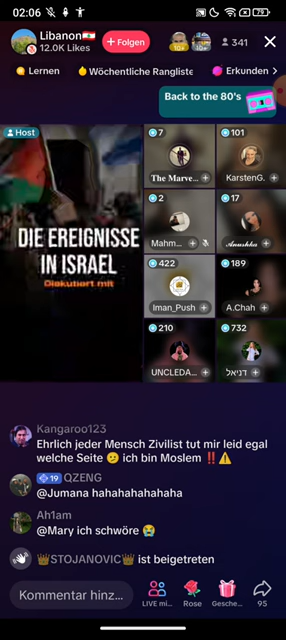 02:06
79
Libanon🇱🇧
12.0K Likes
+ Folgen
10+
10+
341
Lernen
Wöchentliche Rangliste
Erkunden
Back to the 80's
Host
DIE EREIGNISSE
IN ISRAEL
Diskutiert mit
7
The Marve...
101
KarstenG.
2
Mahm...
17
Anushka
422
Iman_Push
189
A.Chah
210
UNCLEDA...
732
דניאל
Kangaroo123
Ehrlich jeder Mensch Zivilist tut mir leid egal
welche Seite 😕 ich bin Moslem ‼️⚠️
19 QZENG
@Jumana hahahahahahaha
Ah1am
@Mary ich schwöre 😭
👑STOJANOVIC👑 ist beigetreten
Kommentar hinz...
LIVE mi...
Rose
Gesche...
95